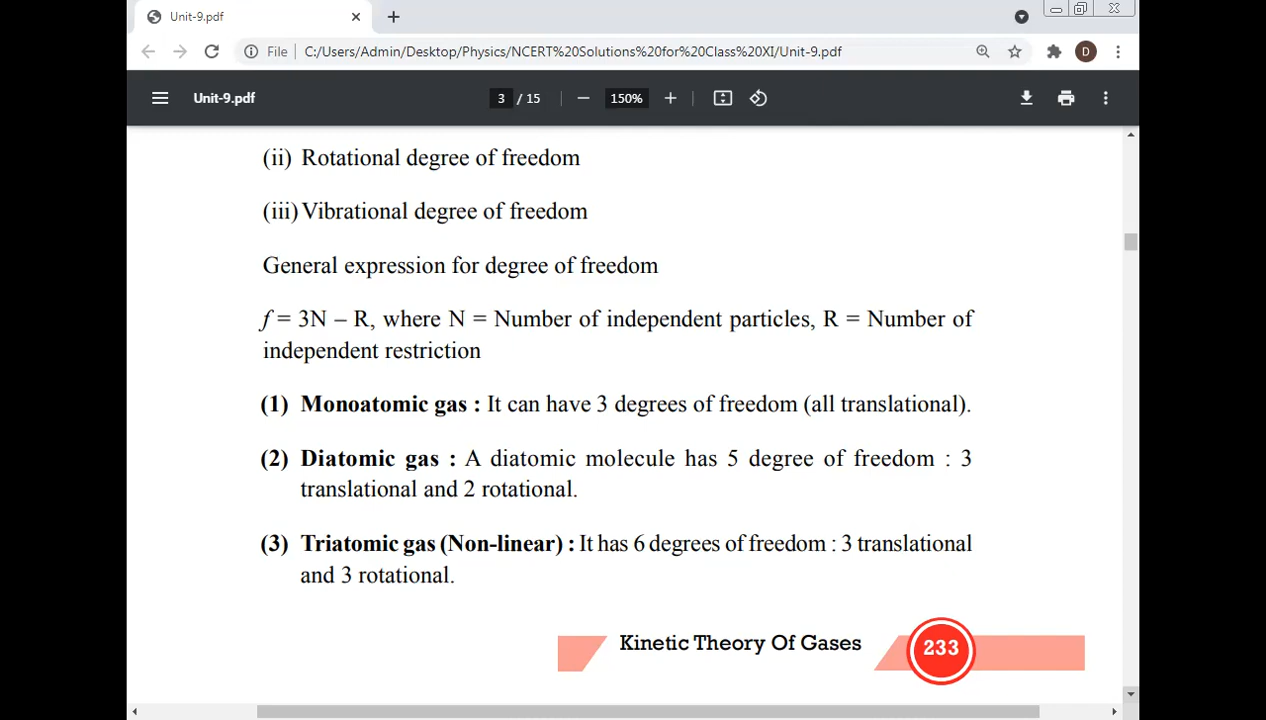 Unit-9.pdf
File C:/Users/Admin/Desktop/Physics/NCERT%20Solutions%20for%20Class%20XI/Unit-9.pdf
D
Unit-9.pdf
3 / 15
150%
(ii) Rotational degree of freedom
(iii) Vibrational degree of freedom
General expression for degree of freedom
f = 3N – R, where N = Number of independent particles, R = Number of
independent restriction
(1) Monoatomic gas : It can have 3 degrees of freedom (all translational).
(2) Diatomic gas : A diatomic molecule has 5 degree of freedom : 3
translational and 2 rotational.
(3) Triatomic gas (Non-linear) : It has 6 degrees of freedom : 3 translational
and 3 rotational.
Kinetic Theory Of Gases
233